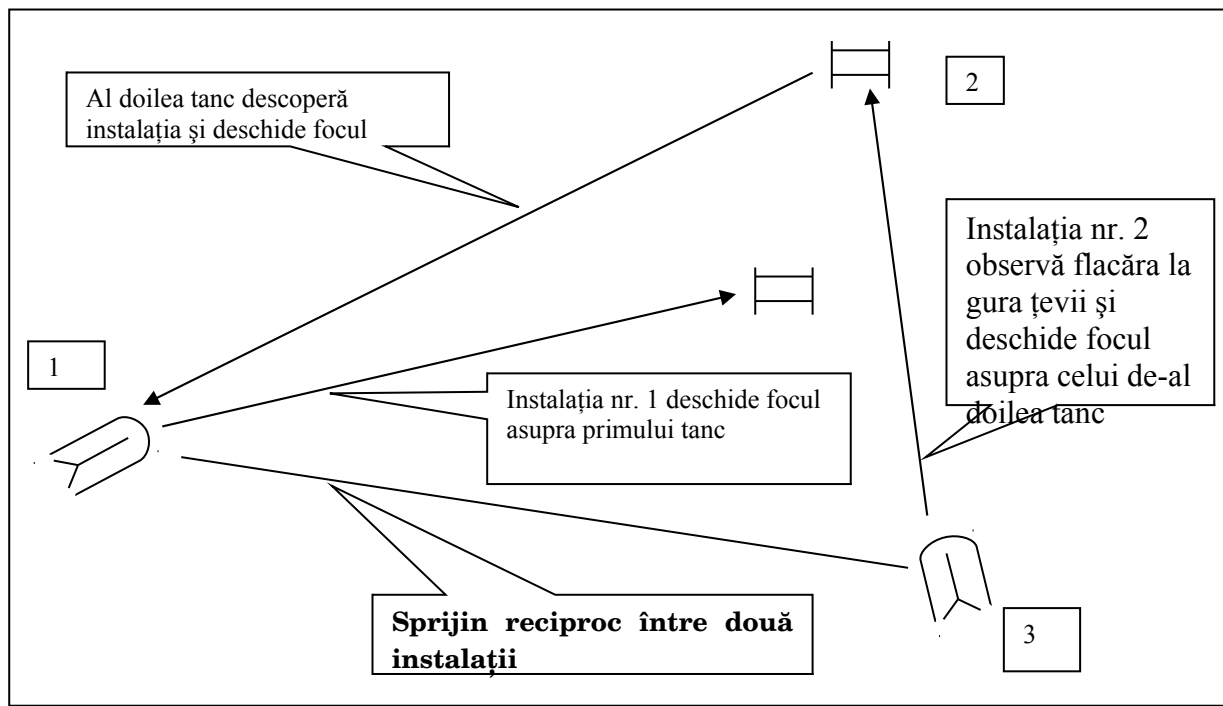 Al doilea tanc descoperă
instalația şi deschide focul
2
Instalația nr. 2
observă flacăra la
gura țevii şi
deschide focul
asupra celui de-al
doilea tanc
1
Instalația nr. 1 deschide focul
asupra primului tanc
Sprijin reciproc între două
instalații
3